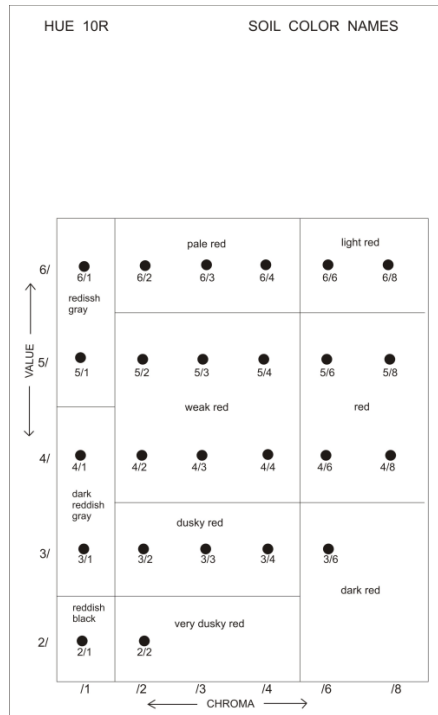 HUE 10R SOIL COLOR NAMES
pale red light red
6/ 6/1 6/2 6/3 6/4 6/6 6/8
redissh
gray
5/ 5/1 5/2 5/3 5/4 5/6 5/8
VALUE
weak red red
4/ 4/1 4/2 4/3 4/4 4/6 4/8
dark
reddish
gray
dusky red
3/ 3/1 3/2 3/3 3/4 3/6
dark red
reddish
black
very dusky red
2/ 2/1 2/2
/1 /2 /3 /4 /6 /8
CHROMA